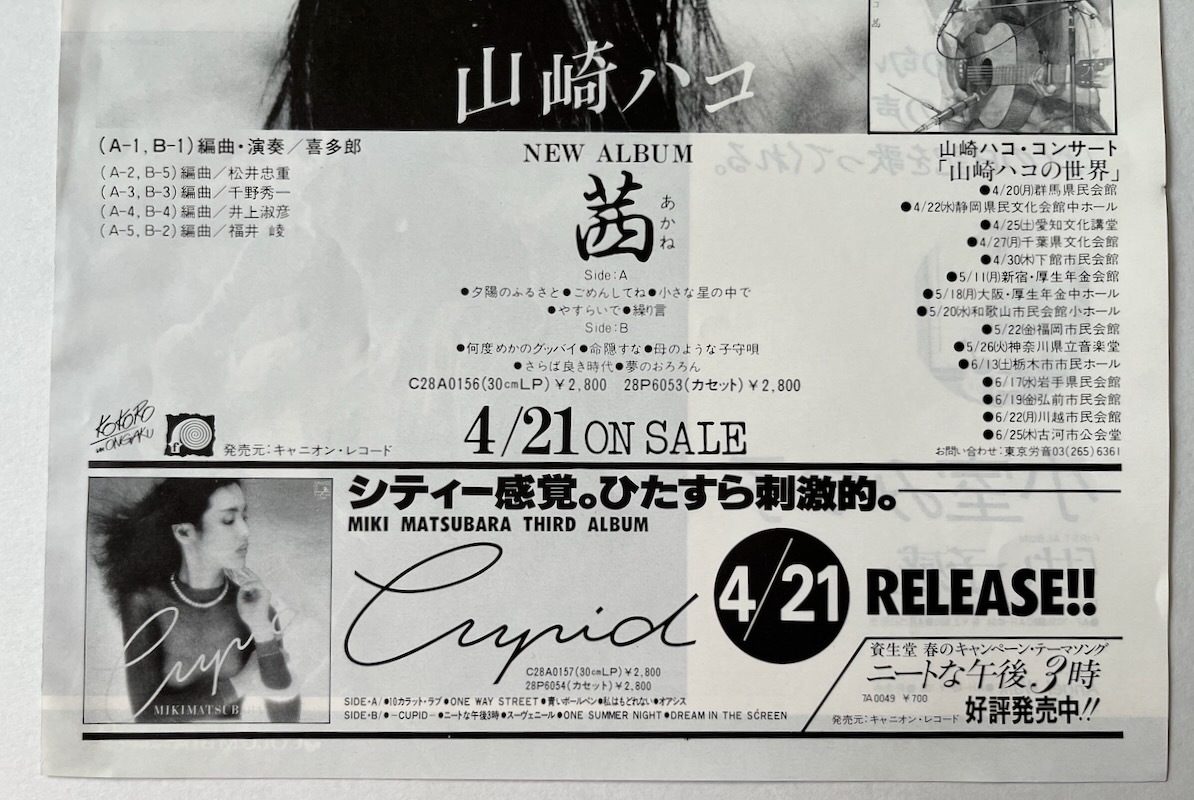 山崎ハコ
(A-1, B-1)編曲・演奏／喜多郎
(A-2, B-5)編曲／松井忠重
(A-3, B-3)編曲／千野秀一
(A-4, B-4)編曲／井上淑彦
(A-5, B-2)編曲／福井 崚
NEW ALBUM
茜
あかね
Side:A
●夕陽のふるさと●ごめんしてね●小さな星の中で
●やすらいで●繰り言
Side:B
●何度めかのグッバイ●命隠すな●母のような子守唄
●さらば良き時代●夢のおろろん
C28A0156(30cmLP)￥2,800 28P6053(カセット)￥2,800
4/21 ON SALE
KOKORO
ONGAKU
発売元:キャニオン・レコード
山崎ハコ・コンサート
「山崎ハコの世界」
●4/20(月)群馬県民会館
●4/22(水)静岡県民文化会館中ホール
●4/25(土)愛知文化講堂
●4/27(月)千葉県文化会館
●4/30(木)下館市民会館
●5/11(月)新宿・厚生年金会館
●5/18(月)大阪・厚生年金中ホール
●5/20(水)和歌山市民会館小ホール
●5/22(金)福岡市民会館
●5/26(火)神奈川県立音楽堂
●6/13(土)栃木市市民ホール
●6/17(水)岩手県民会館
●6/19(金)弘前市民会館
●6/22(月)川越市民会館
●6/25(木)古河市公会堂
お問い合わせ:東京労音03(265)6361
シティー感覚。ひたすら刺激的。
MIKI MATSUBARA THIRD ALBUM
Cupid
4/21 RELEASE!!
C28A0157(30cmLP)￥2,800
28P6054(カセット)￥2,800
SIDE-A/●10カラット・ラブ●ONE WAY STREET●青いボールペン●私はもどれない●オアシス
SIDE-B/●-CUPID-●ニートな午後3時●スーヴェニール●ONE SUMMER NIGHT●DREAM IN THE SCREEN
Cupid
MIKI MATSUB
資生堂 春のキャンペーン・テーマソング
ニートな午後3時
7A0049 ￥700
発売元:キャニオン・レコード 好評発売中!!